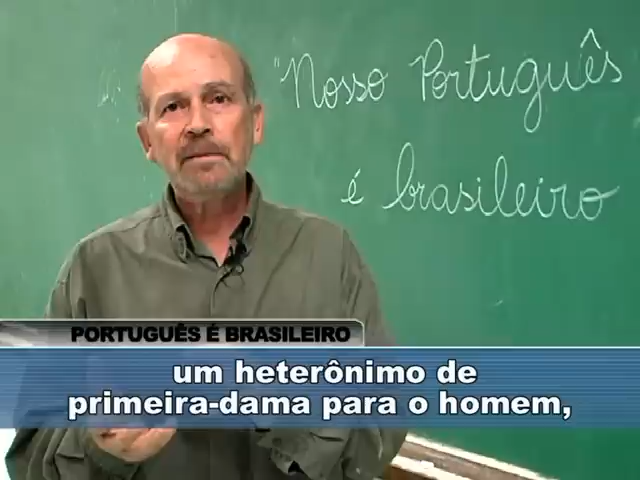 "Nosso Português
é brasileiro
PORTUGUÊS É BRASILEIRO
um heterônimo de
primeira-dama para o homem,